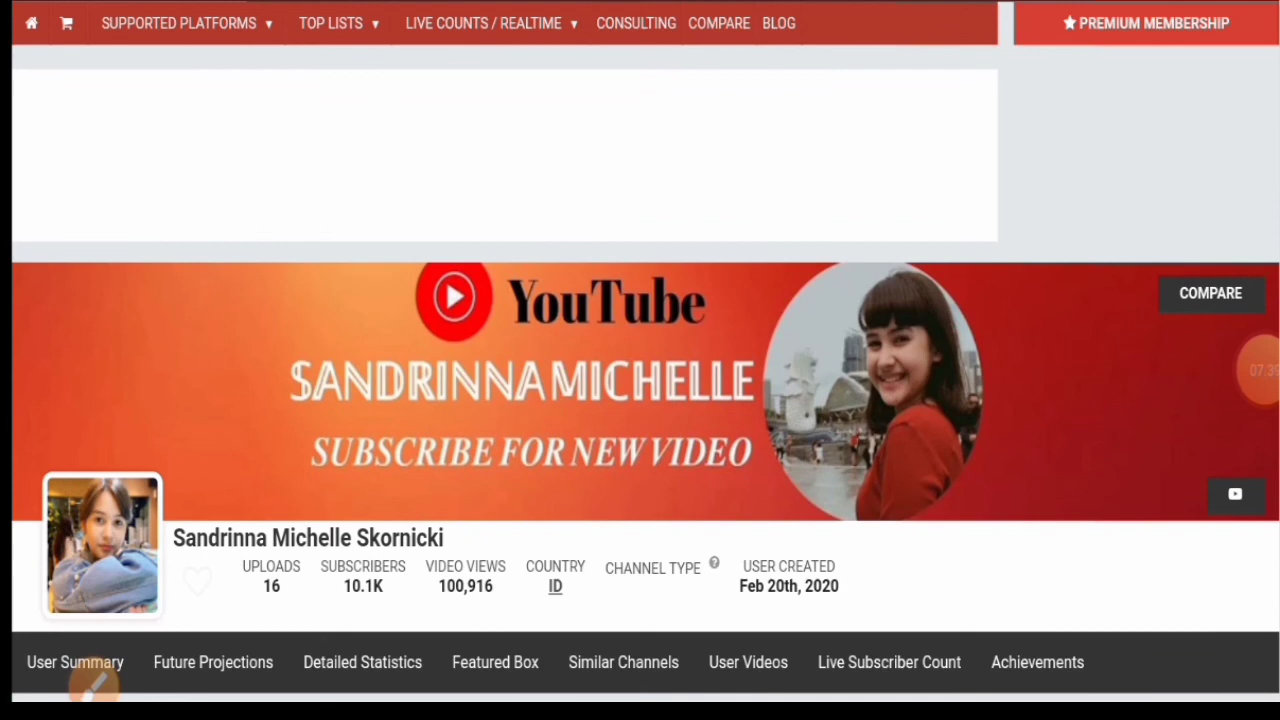 SUPPORTED PLATFORMS ▼ TOP LISTS ▼ LIVE COUNTS / REALTIME ▼ CONSULTING COMPARE BLOG PREMIUM MEMBERSHIP
YouTube
COMPARE
SANDRINNA MICHELLE
07:39
SUBSCRIBE FOR NEW VIDEO
Sandrinna Michelle Skornicki
UPLOADS SUBSCRIBERS VIDEO VIEWS COUNTRY CHANNEL TYPE ? USER CREATED
16 10.1K 100,916 ID Feb 20th, 2020
User Summary Future Projections Detailed Statistics Featured Box Similar Channels User Videos Live Subscriber Count Achievements